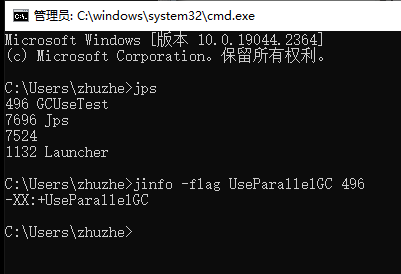 管理员: C:\windows\system32\cmd.exe
Microsoft Windows [版本 10.0.19044.2364]
(c) Microsoft Corporation。保留所有权利。
C:\Users\zhuzhe>jps
496 GCUseTest
7696 Jps
7524
1132 Launcher
C:\Users\zhuzhe>jinfo -flag UseParallelGC 496
-XX:+UseParallelGC
C:\Users\zhuzhe>